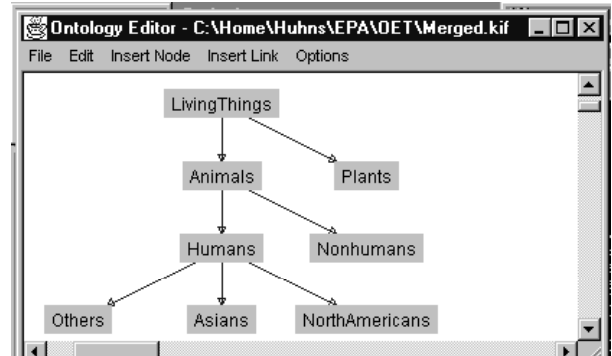 Ontology Editor - C:\Home\Huhns\EPA\OET\Merged.kif
File Edit Insert Node Insert Link Options
LivingThings
Animals Plants
Humans Nonhumans
Others Asians NorthAmericans